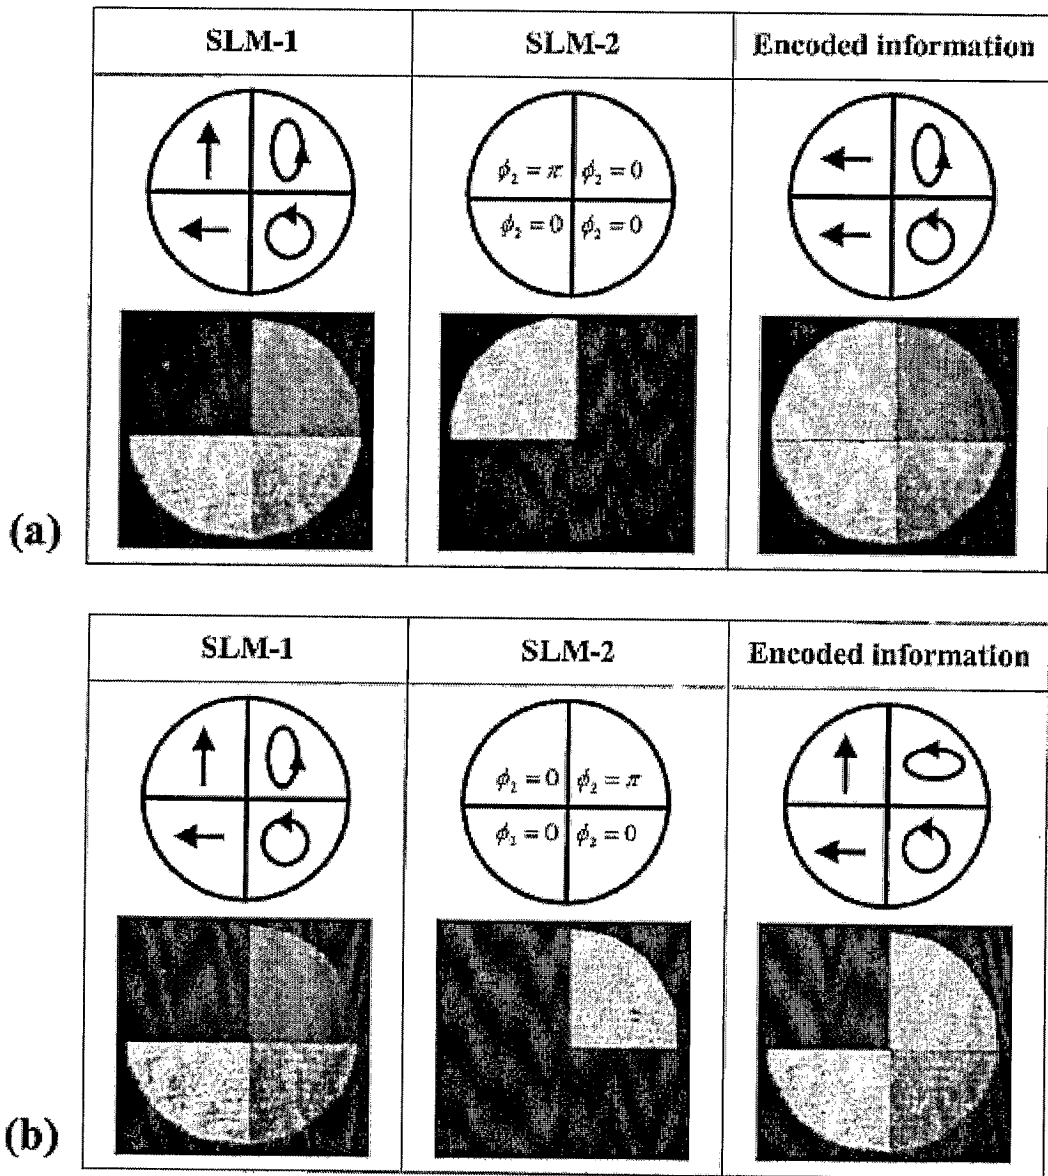 SLM-1 SLM-2 Encoded information
ϕ₂ = π ϕ₂ = 0
ϕ₂ = 0 ϕ₂ = 0
(a)
SLM-1 SLM-2 Encoded information
ϕ₂ = 0 ϕ₂ = π
ϕ₂ = 0 ϕ₂ = 0
(b)